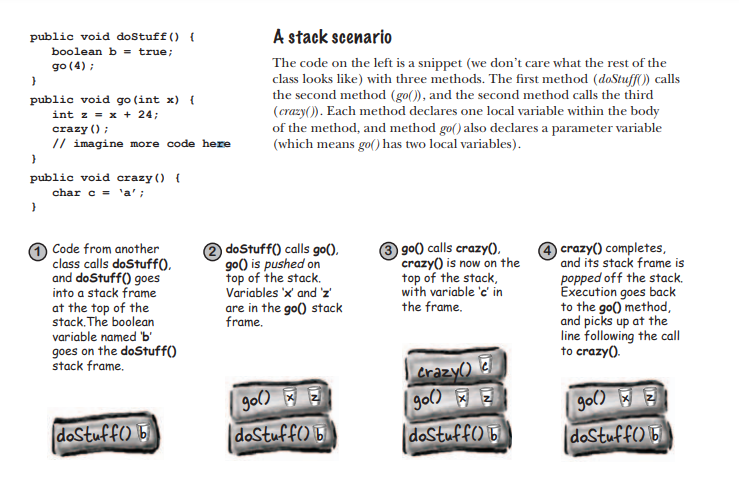 public void doStuff() {
boolean b = true;
go(4);
}
public void go(int x) {
int z = x + 24;
crazy();
// imagine more code here
}
public void crazy() {
char c = 'a';
}
A stack scenario
The code on the left is a snippet (we don't care what the rest of the
class looks like) with three methods. The first method (doStuff()) calls
the second method (go()), and the second method calls the third
(crazy()). Each method declares one local variable within the body
of the method, and method go() also declares a parameter variable
(which means go() has two local variables).
1 Code from another
class calls doStuff(),
and doStuff() goes
into a stack frame
at the top of the
stack.The boolean
variable named 'b'
goes on the doStuff()
stack frame.
doStuff() b
2 doStuff() calls go(),
go() is pushed on
top of the stack.
Variables 'x' and 'z'
are in the go() stack
frame.
go() x z
doStuff() b
3 go() calls crazy(),
crazy() is now on the
top of the stack,
with variable 'c' in
the frame.
crazy() c
go() x z
doStuff() b
4 crazy() completes,
and its stack frame is
popped off the stack.
Execution goes back
to the go() method,
and picks up at the
line following the call
to crazy().
go() x z
doStuff() b